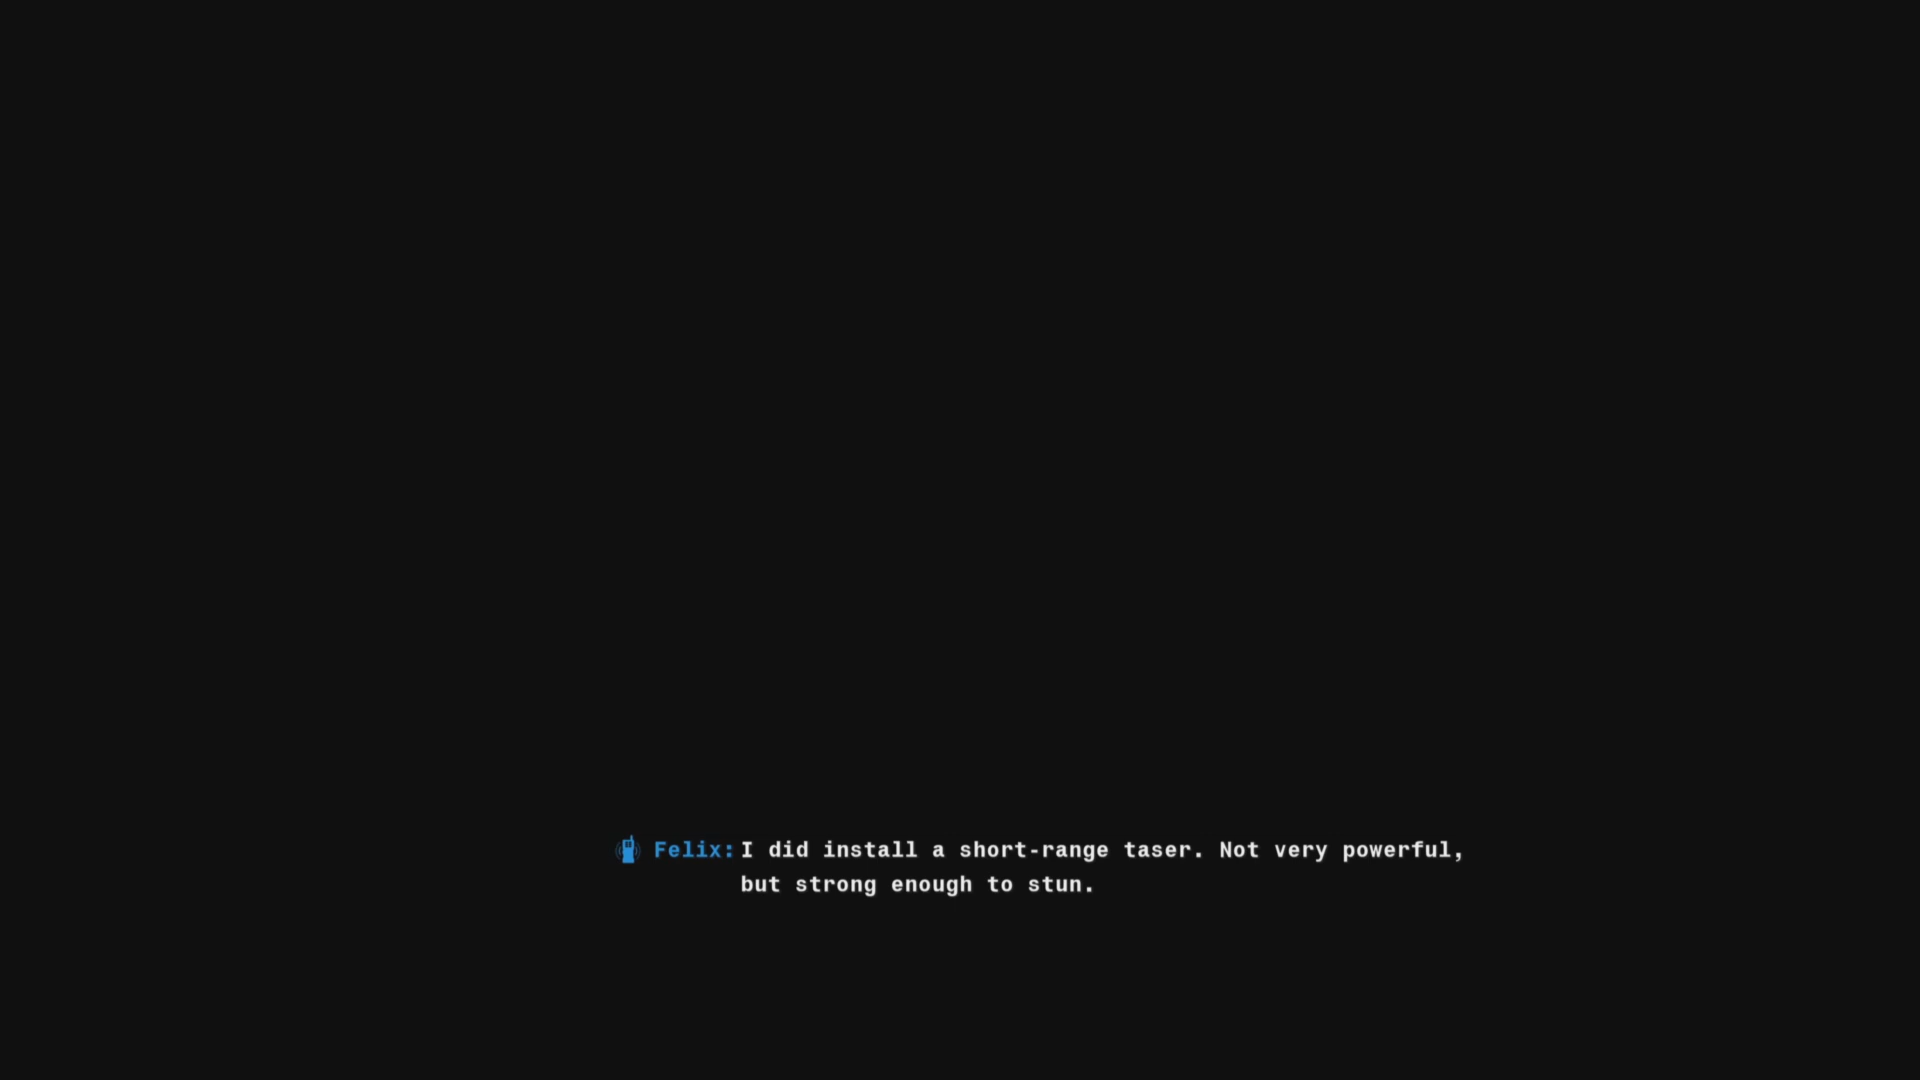 Felix: I did install a short-range taser. Not very powerful,
but strong enough to stun.